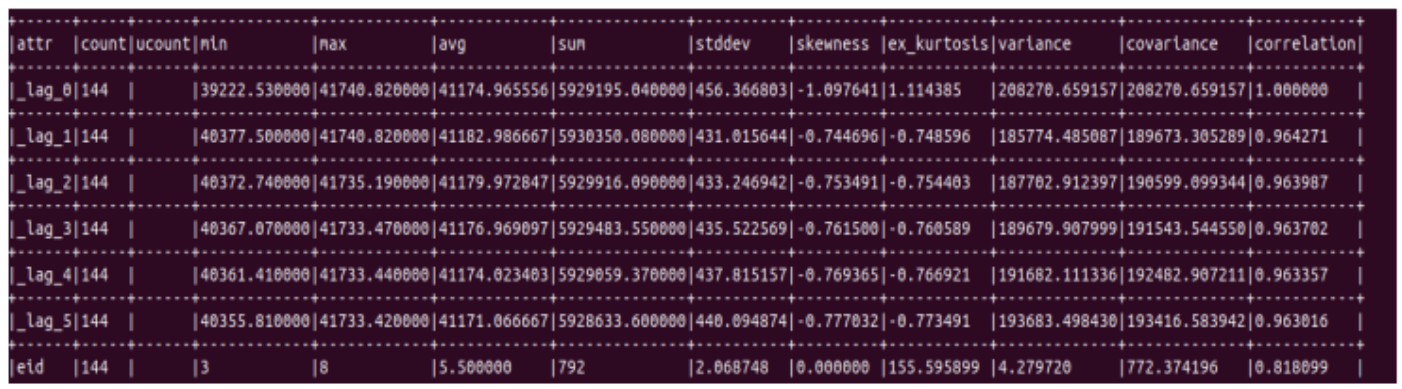 |attr |count|ucount|min |max |avg |sum |stddev |skewness |ex_kurtosis|variance |covariance |correlation|
|_lag_0|144 | |39222.530000|41740.820000|41174.965556|5929195.040000|456.366803|-1.097641|1.114385 |208270.659157|208270.659157|1.000000 |
|_lag_1|144 | |40377.500000|41740.820000|41182.986667|5930350.080000|431.015644|-0.744696|-0.748596 |185774.485087|189673.305289|0.964271 |
|_lag_2|144 | |40372.740000|41735.190000|41179.972847|5929916.090000|433.246942|-0.753491|-0.754403 |187702.912397|190599.099344|0.963987 |
|_lag_3|144 | |40367.070000|41733.470000|41176.969097|5929483.550000|435.522569|-0.761500|-0.760589 |189679.907999|191543.544550|0.963702 |
|_lag_4|144 | |40361.410000|41733.440000|41174.023403|5929059.370000|437.815157|-0.769365|-0.766921 |191682.111336|192482.907211|0.963357 |
|_lag_5|144 | |40355.810000|41733.420000|41171.066667|5928633.600000|440.094874|-0.777032|-0.773491 |193683.498430|193416.583942|0.963016 |
|eid |144 | |3 |8 |5.500000 |792 |2.068748 |0.000000 |155.595899 |4.279720 |772.374196 |0.818099 |